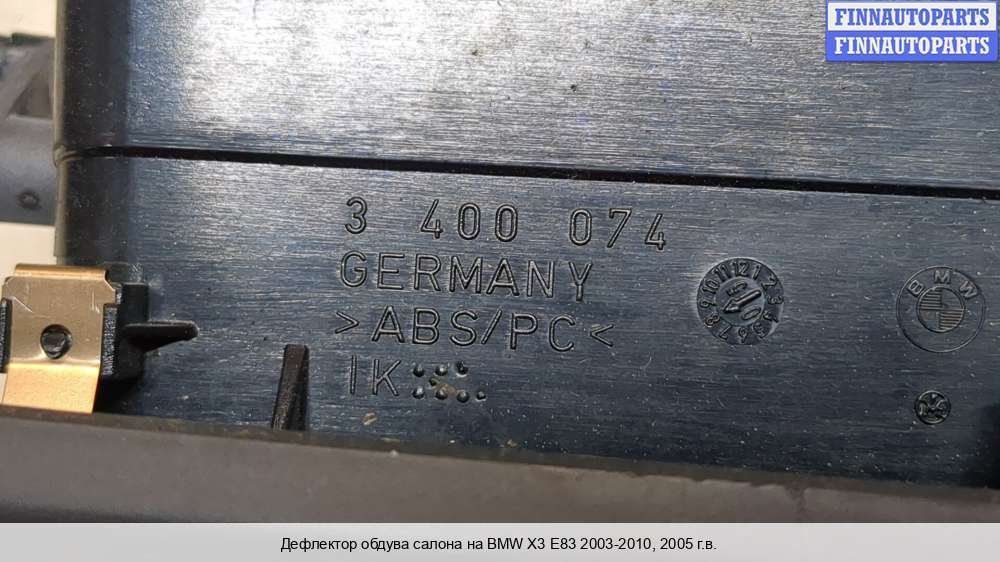 FINNAUTOPARTS
FINNAUTOPARTS
3 400 074
GERMANY
>ABS/PC<
IK
BMW
Дефлектор обдува салона на BMW X3 E83 2003-2010, 2005 г.в.